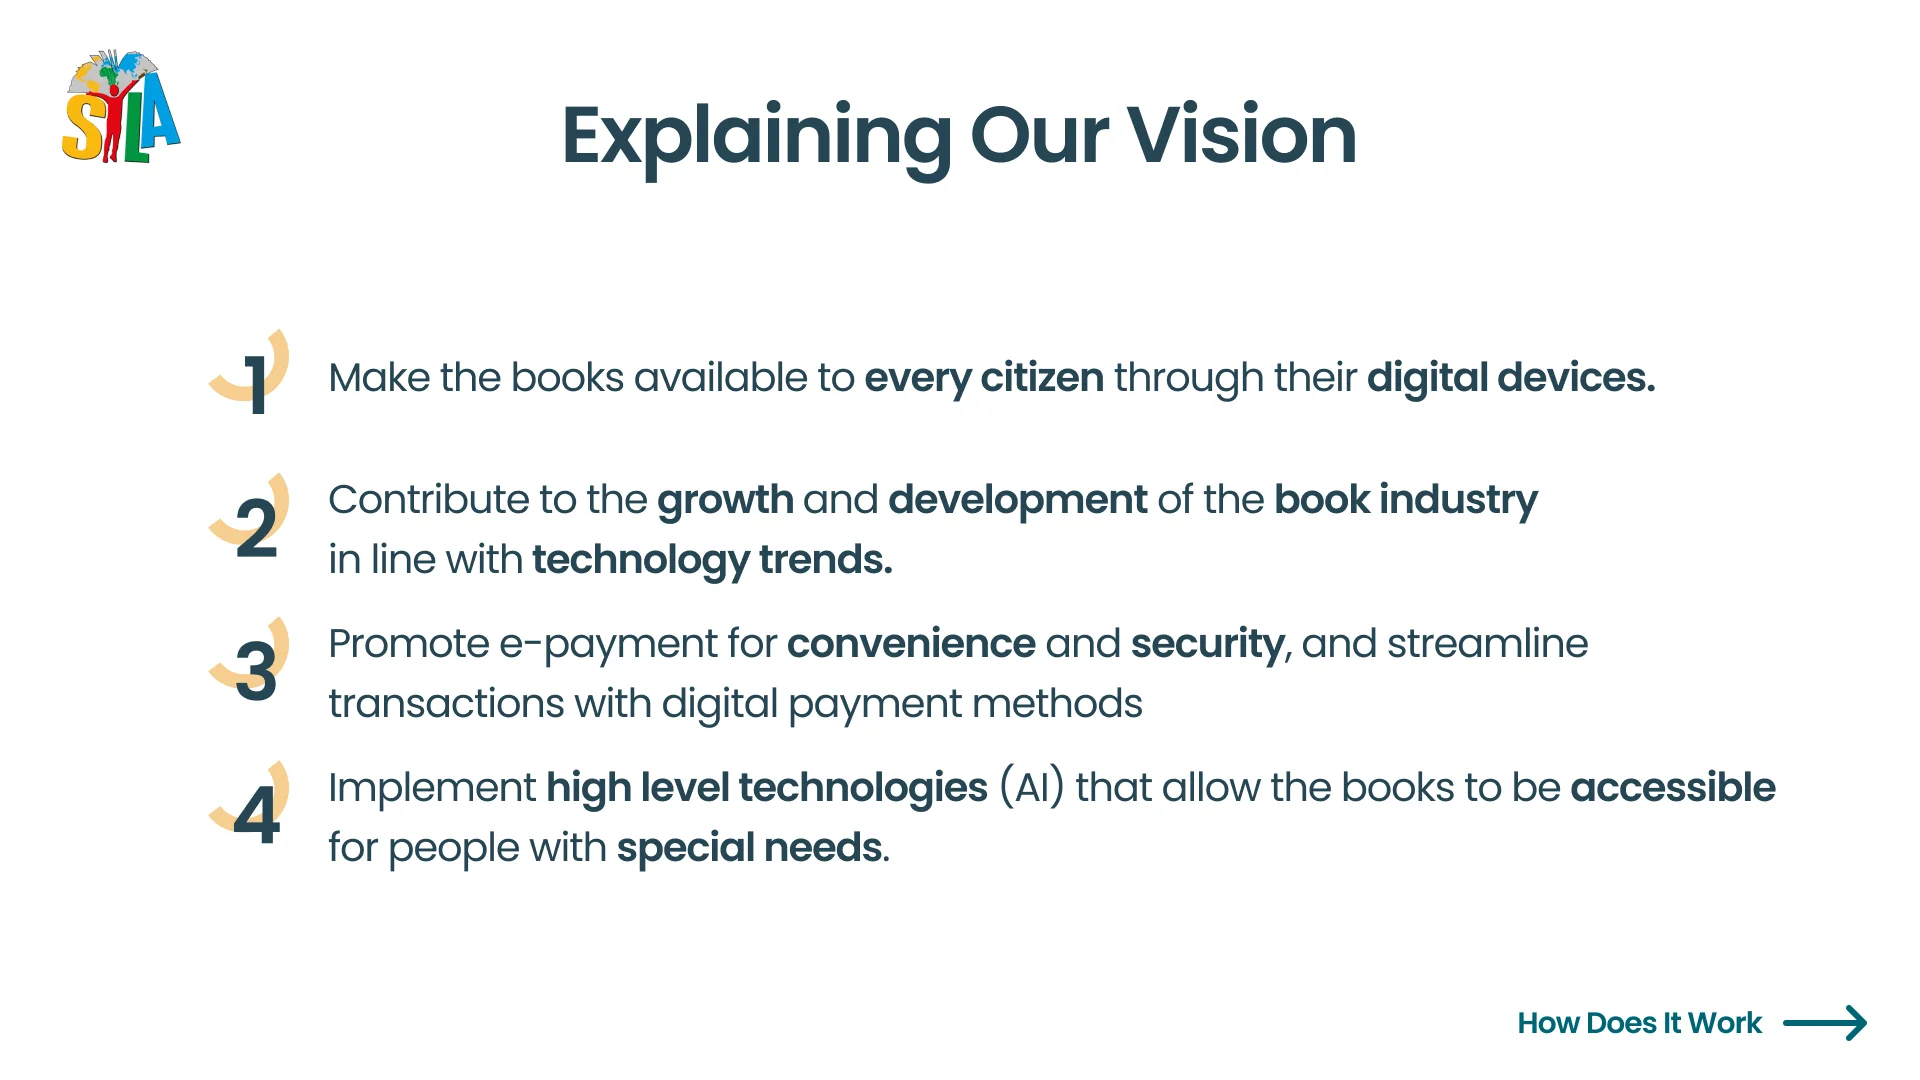 SILA
Explaining Our Vision
1
Make the books available to every citizen through their digital devices.
2
Contribute to the growth and development of the book industry
in line with technology trends.
3
Promote e-payment for convenience and security, and streamline
transactions with digital payment methods
4
Implement high level technologies (AI) that allow the books to be accessible
for people with special needs.
How Does It Work